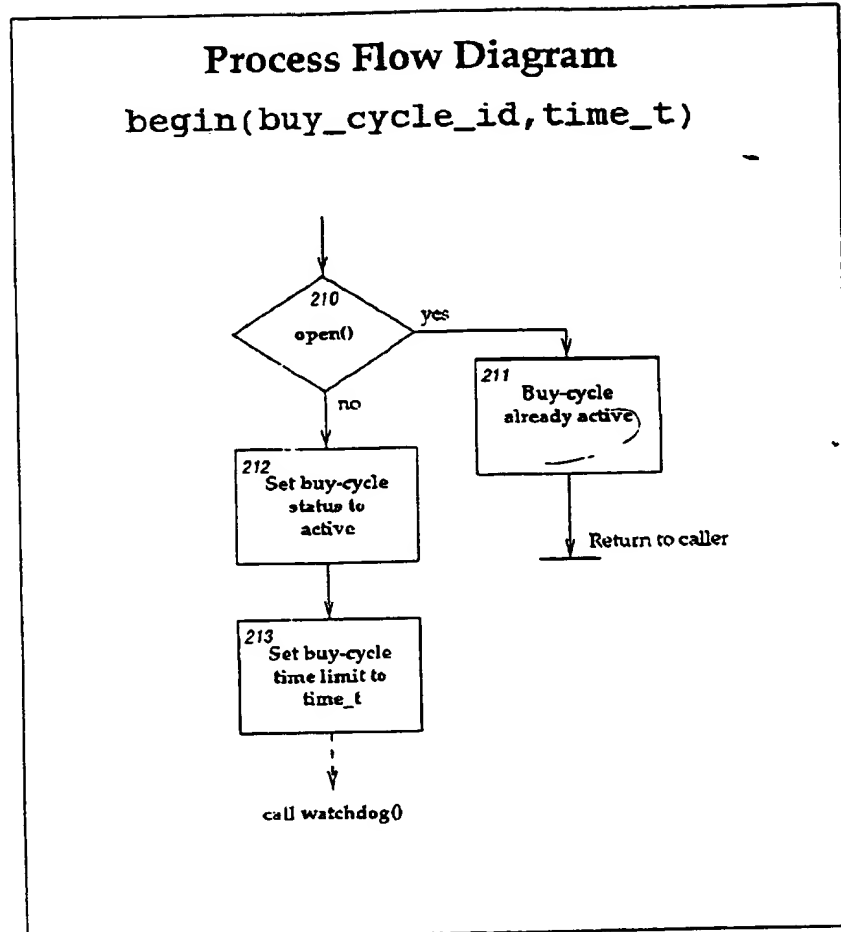 Process Flow Diagram
begin(buy_cycle_id,time_t)
210
open()
yes
no
211
Buy-cycle
already active
212
Set buy-cycle
status to
active
Return to caller
213
Set buy-cycle
time limit to
time_t
call watchdog()